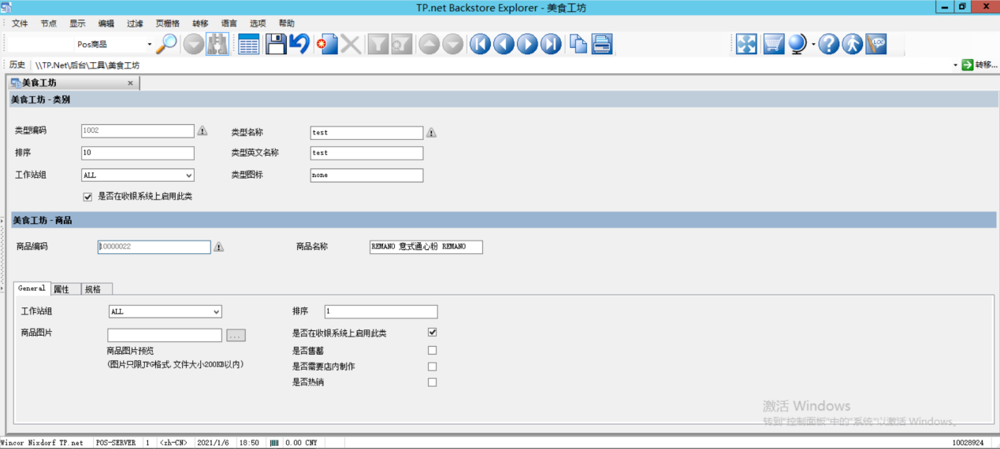 TP.net Backstore Explorer - 美食工坊
文件 节点 显示 编辑 过滤 页栅格 转移 语言 选项 帮助
Pos商品 abc... LOG
历史 \\TP.Net\后台\工具\美食工坊 转移...
美食工坊
美食工坊 - 类别
类型编码 1002 类型名称 test
排序 10 类型英文名称 test
工作站组 ALL 类型图标 none
是否在收银系统上启用此类
美食工坊 - 商品
商品编码 10000022 商品名称 REMANO 意式通心粉 REMANO
General 属性 规格
工作站组 ALL 排序 1
商品图片 ... 是否在收银系统上启用此类
商品图片预览 是否售罄
(图片只限JPG格式,文件大小200KB以内) 是否需要店内制作
是否热销
激活 Windows
转到"控制面板"中的"系统"以激活 Windows。
Wincor Nixdorf TP.net POS-SERVER 1 <zh-CN> 2021/1/6 18:50 0.00 CNY 10028924